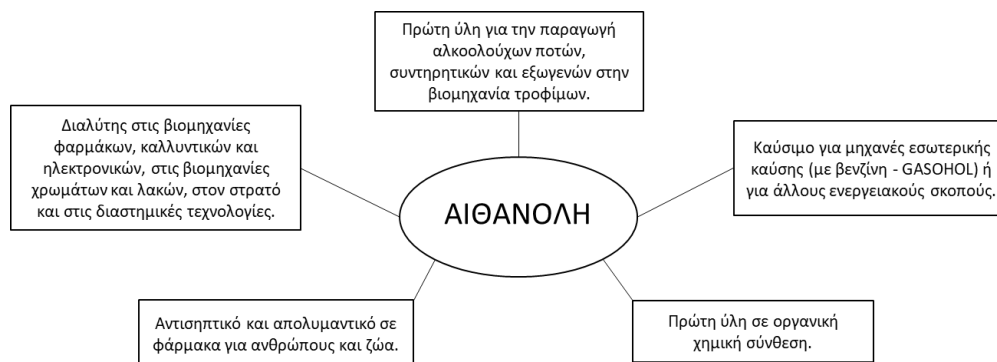 Πρώτη ύλη για την παραγωγή
αλκοολούχων ποτών,
συντηρητικών και εξωγενών στην
βιομηχανία τροφίμων.
Διαλύτης στις βιομηχανίες
φαρμάκων, καλλυντικών και
ηλεκτρονικών, στις βιομηχανίες
χρωμάτων και λακών, στον στρατό
και στις διαστημικές τεχνολογίες.
Καύσιμο για μηχανές εσωτερικής
καύσης (με βενζίνη - GASOHOL) ή
για άλλους ενεργειακούς σκοπούς.
ΑΙΘΑΝΟΛΗ
Αντισηπτικό και απολυμαντικό σε
φάρμακα για ανθρώπους και ζώα.
Πρώτη ύλη σε οργανική
χημική σύνθεση.